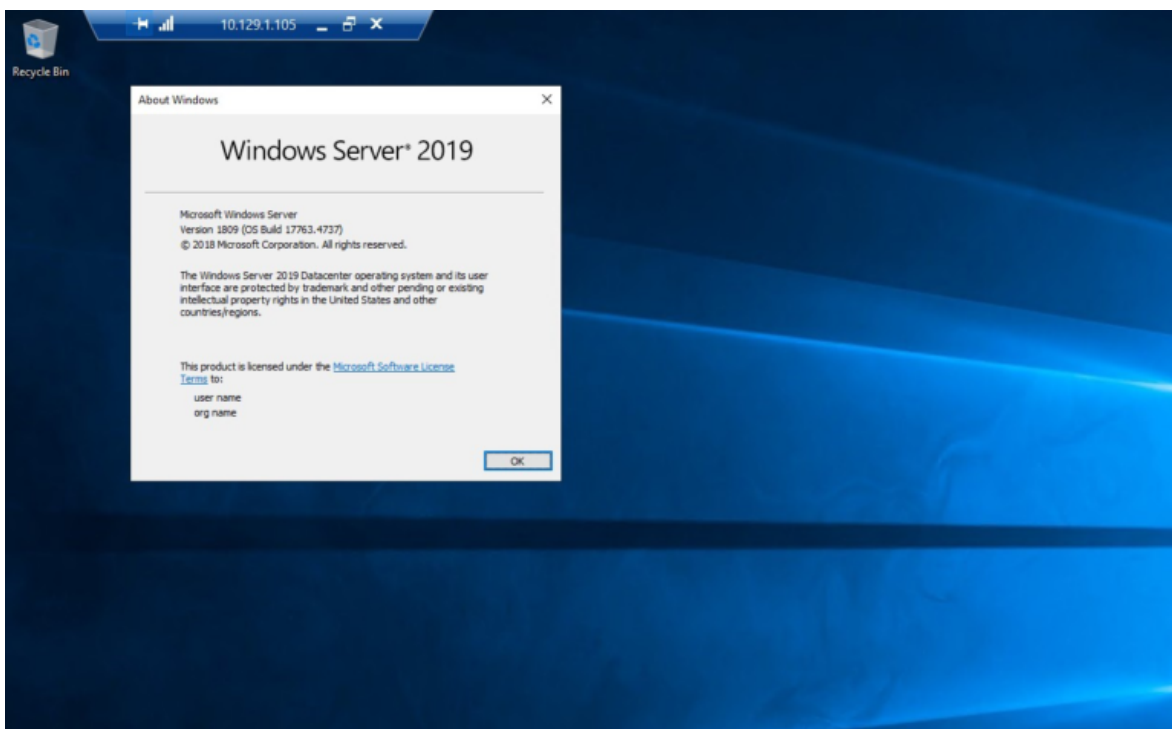 10.129.1.105
Recycle Bin
About Windows
Windows Server® 2019
Microsoft Windows Server
Version 1809 (OS Build 17763.4737)
© 2018 Microsoft Corporation. All rights reserved.
The Windows Server 2019 Datacenter operating system and its user
interface are protected by trademark and other pending or existing
intellectual property rights in the United States and other
countries/regions.
This product is licensed under the Microsoft Software License
Terms to:
user name
org name
OK